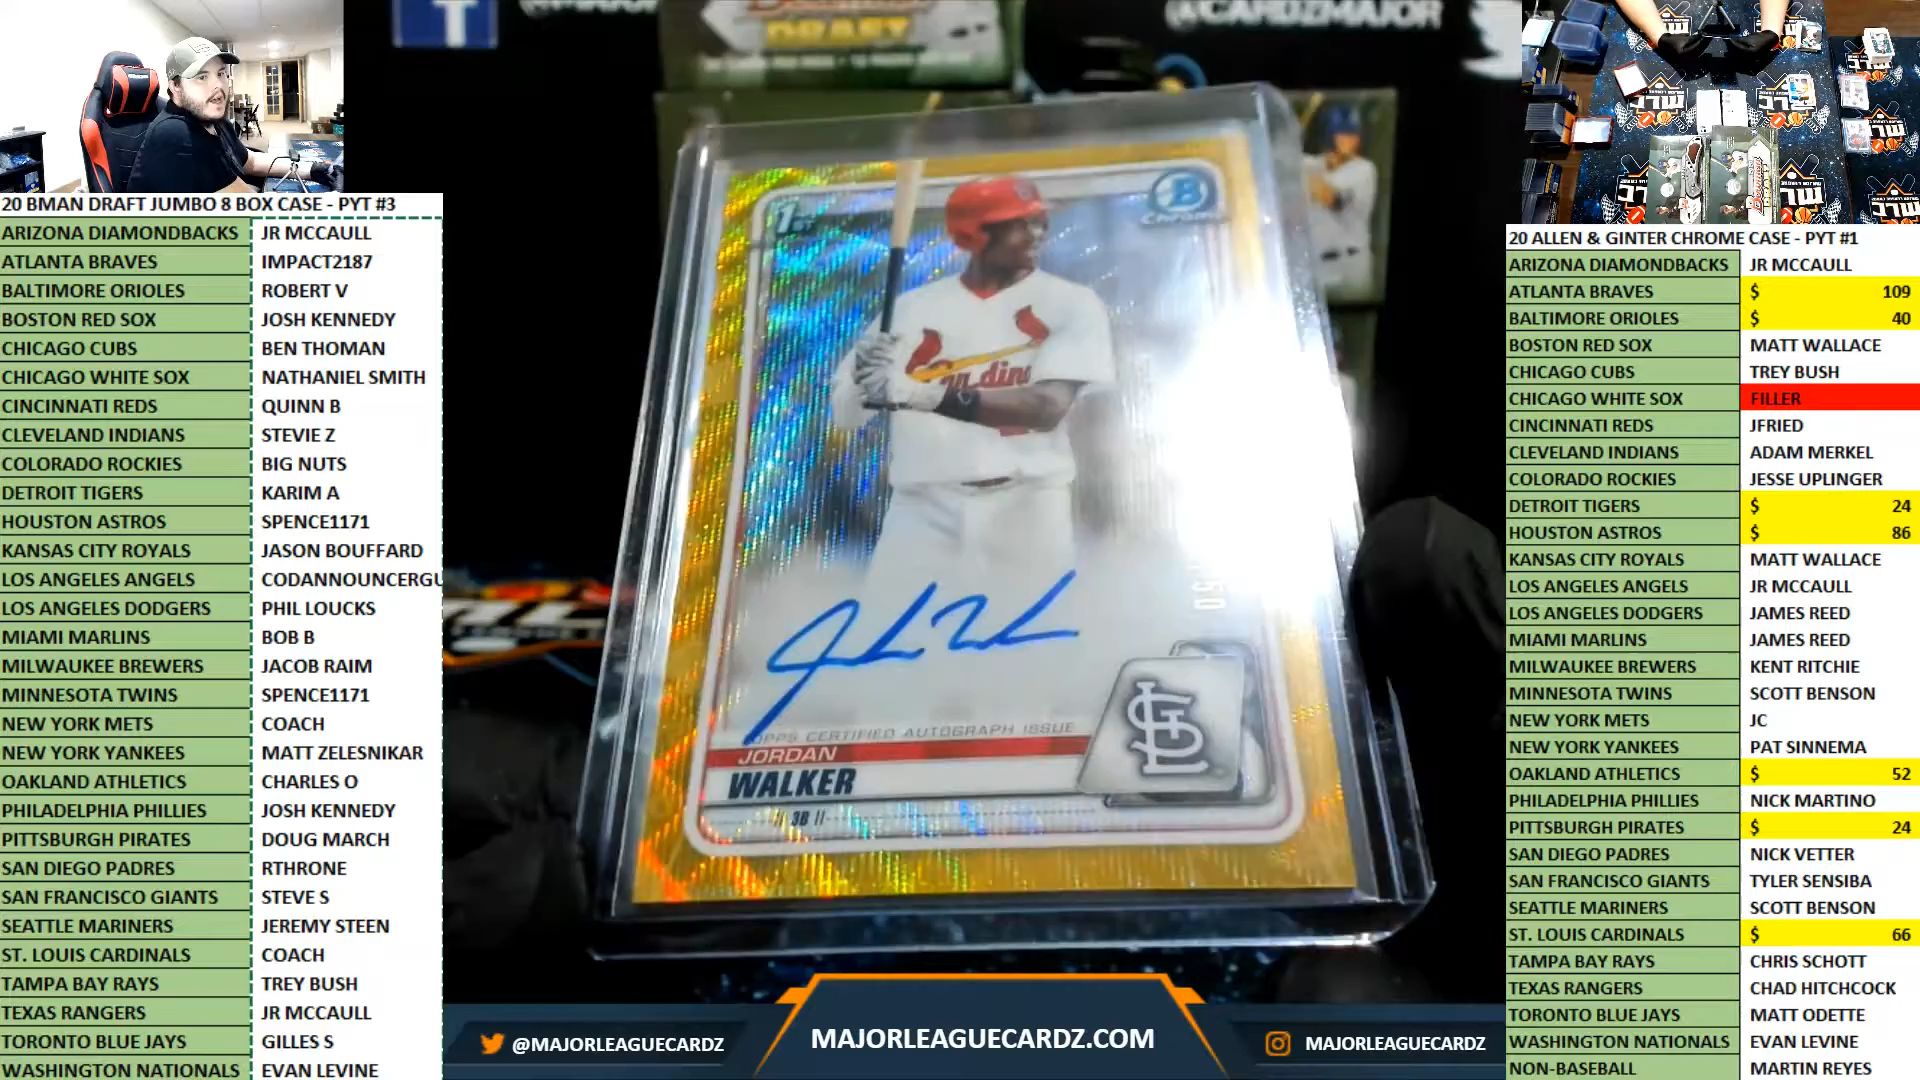 20 BMAN DRAFT JUMBO 8 BOX CASE - PYT #3
ARIZONA DIAMONDBACKS JR MCCAULL
ATLANTA BRAVES IMPACT2187
BALTIMORE ORIOLES ROBERT V
BOSTON RED SOX JOSH KENNEDY
CHICAGO CUBS BEN THOMAN
CHICAGO WHITE SOX NATHANIEL SMITH
CINCINNATI REDS QUINN B
CLEVELAND INDIANS STEVIE Z
COLORADO ROCKIES BIG NUTS
DETROIT TIGERS KARIM A
HOUSTON ASTROS SPENCE1171
KANSAS CITY ROYALS JASON BOUFFARD
LOS ANGELES ANGELS CODANNOUNCERGU
LOS ANGELES DODGERS PHIL LOUCKS
MIAMI MARLINS BOB B
MILWAUKEE BREWERS JACOB RAIM
MINNESOTA TWINS SPENCE1171
NEW YORK METS COACH
NEW YORK YANKEES MATT ZELESNIKAR
OAKLAND ATHLETICS CHARLES O
PHILADELPHIA PHILLIES JOSH KENNEDY
PITTSBURGH PIRATES DOUG MARCH
SAN DIEGO PADRES RTHRONE
SAN FRANCISCO GIANTS STEVE S
SEATTLE MARINERS JEREMY STEEN
ST. LOUIS CARDINALS COACH
TAMPA BAY RAYS TREY BUSH
TEXAS RANGERS JR MCCAULL
TORONTO BLUE JAYS GILLES S
WASHINGTON NATIONALS EVAN LEVINE
@CARDZMAJOR
DRAFT
1ST
B
Chrome
TOPPS CERTIFIED AUTOGRAPH ISSUE
JORDAN
WALKER
3B
@MAJORLEAGUECARDZ
MAJORLEAGUECARDZ.COM
MAJORLEAGUECARDZ
20 ALLEN & GINTER CHROME CASE - PYT #1
ARIZONA DIAMONDBACKS JR MCCAULL
ATLANTA BRAVES $ 109
BALTIMORE ORIOLES $ 40
BOSTON RED SOX MATT WALLACE
CHICAGO CUBS TREY BUSH
CHICAGO WHITE SOX FILLER
CINCINNATI REDS JFRIED
CLEVELAND INDIANS ADAM MERKEL
COLORADO ROCKIES JESSE UPLINGER
DETROIT TIGERS $ 24
HOUSTON ASTROS $ 86
KANSAS CITY ROYALS MATT WALLACE
LOS ANGELES ANGELS JR MCCAULL
LOS ANGELES DODGERS JAMES REED
MIAMI MARLINS JAMES REED
MILWAUKEE BREWERS KENT RITCHIE
MINNESOTA TWINS SCOTT BENSON
NEW YORK METS JC
NEW YORK YANKEES PAT SINNEMA
OAKLAND ATHLETICS $ 52
PHILADELPHIA PHILLIES NICK MARTINO
PITTSBURGH PIRATES $ 24
SAN DIEGO PADRES NICK VETTER
SAN FRANCISCO GIANTS TYLER SENSIBA
SEATTLE MARINERS SCOTT BENSON
ST. LOUIS CARDINALS $ 66
TAMPA BAY RAYS CHRIS SCHOTT
TEXAS RANGERS CHAD HITCHCOCK
TORONTO BLUE JAYS MATT ODETTE
WASHINGTON NATIONALS EVAN LEVINE
NON-BASEBALL MARTIN REYES